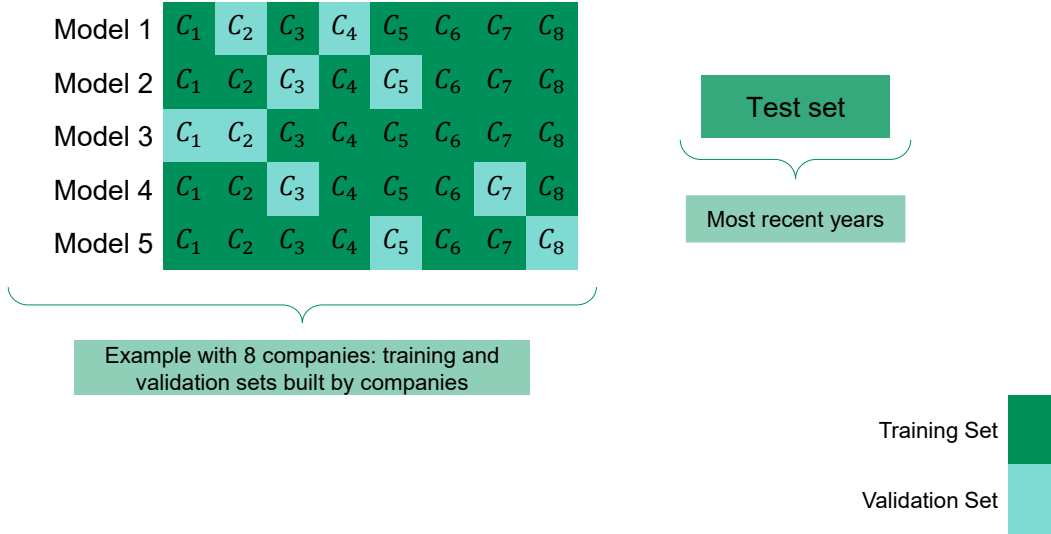 Model 1 C₁ C₂ C₃ C₄ C₅ C₆ C₇ C₈
Model 2 C₁ C₂ C₃ C₄ C₅ C₆ C₇ C₈
Model 3 C₁ C₂ C₃ C₄ C₅ C₆ C₇ C₈
Model 4 C₁ C₂ C₃ C₄ C₅ C₆ C₇ C₈
Model 5 C₁ C₂ C₃ C₄ C₅ C₆ C₇ C₈
Example with 8 companies: training and
validation sets built by companies
Test set
Most recent years
Training Set
Validation Set